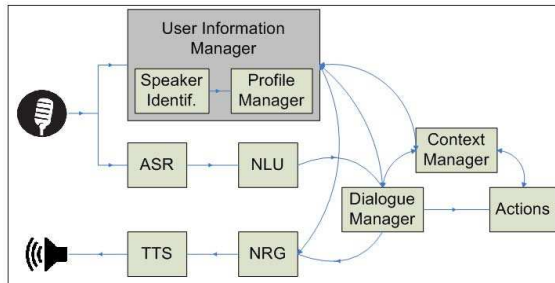 User Information
Manager
Speaker
Identif.
Profile
Manager
ASR
NLU
Context
Manager
Dialogue
Manager
Actions
TTS
NRG